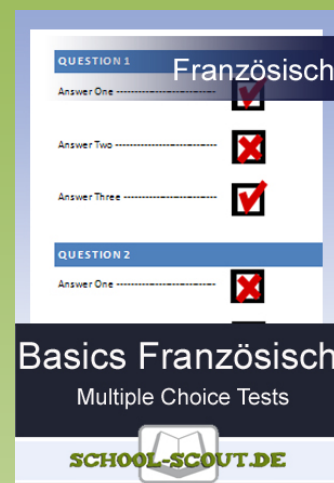 QUESTION 1
Französisch
Answer One ----------------------------
Answer Two ----------------------------
Answer Three --------------------------
QUESTION 2
Answer One ----------------------------
Basics Französisch
Multiple Choice Tests
SCHOOL-SCOUT.DE